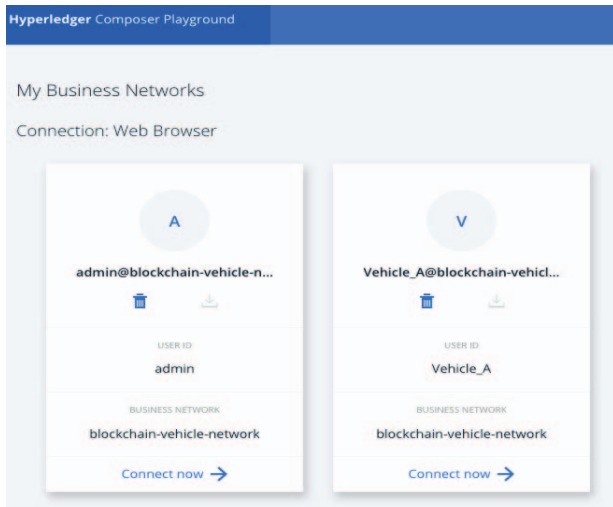 Hyperledger Composer Playground
My Business Networks
Connection: Web Browser
A
admin@blockchain-vehicle-n...
USER ID
admin
BUSINESS NETWORK
blockchain-vehicle-network
Connect now →
V
Vehicle_A@blockchain-vehicl...
USER ID
Vehicle_A
BUSINESS NETWORK
blockchain-vehicle-network
Connect now →